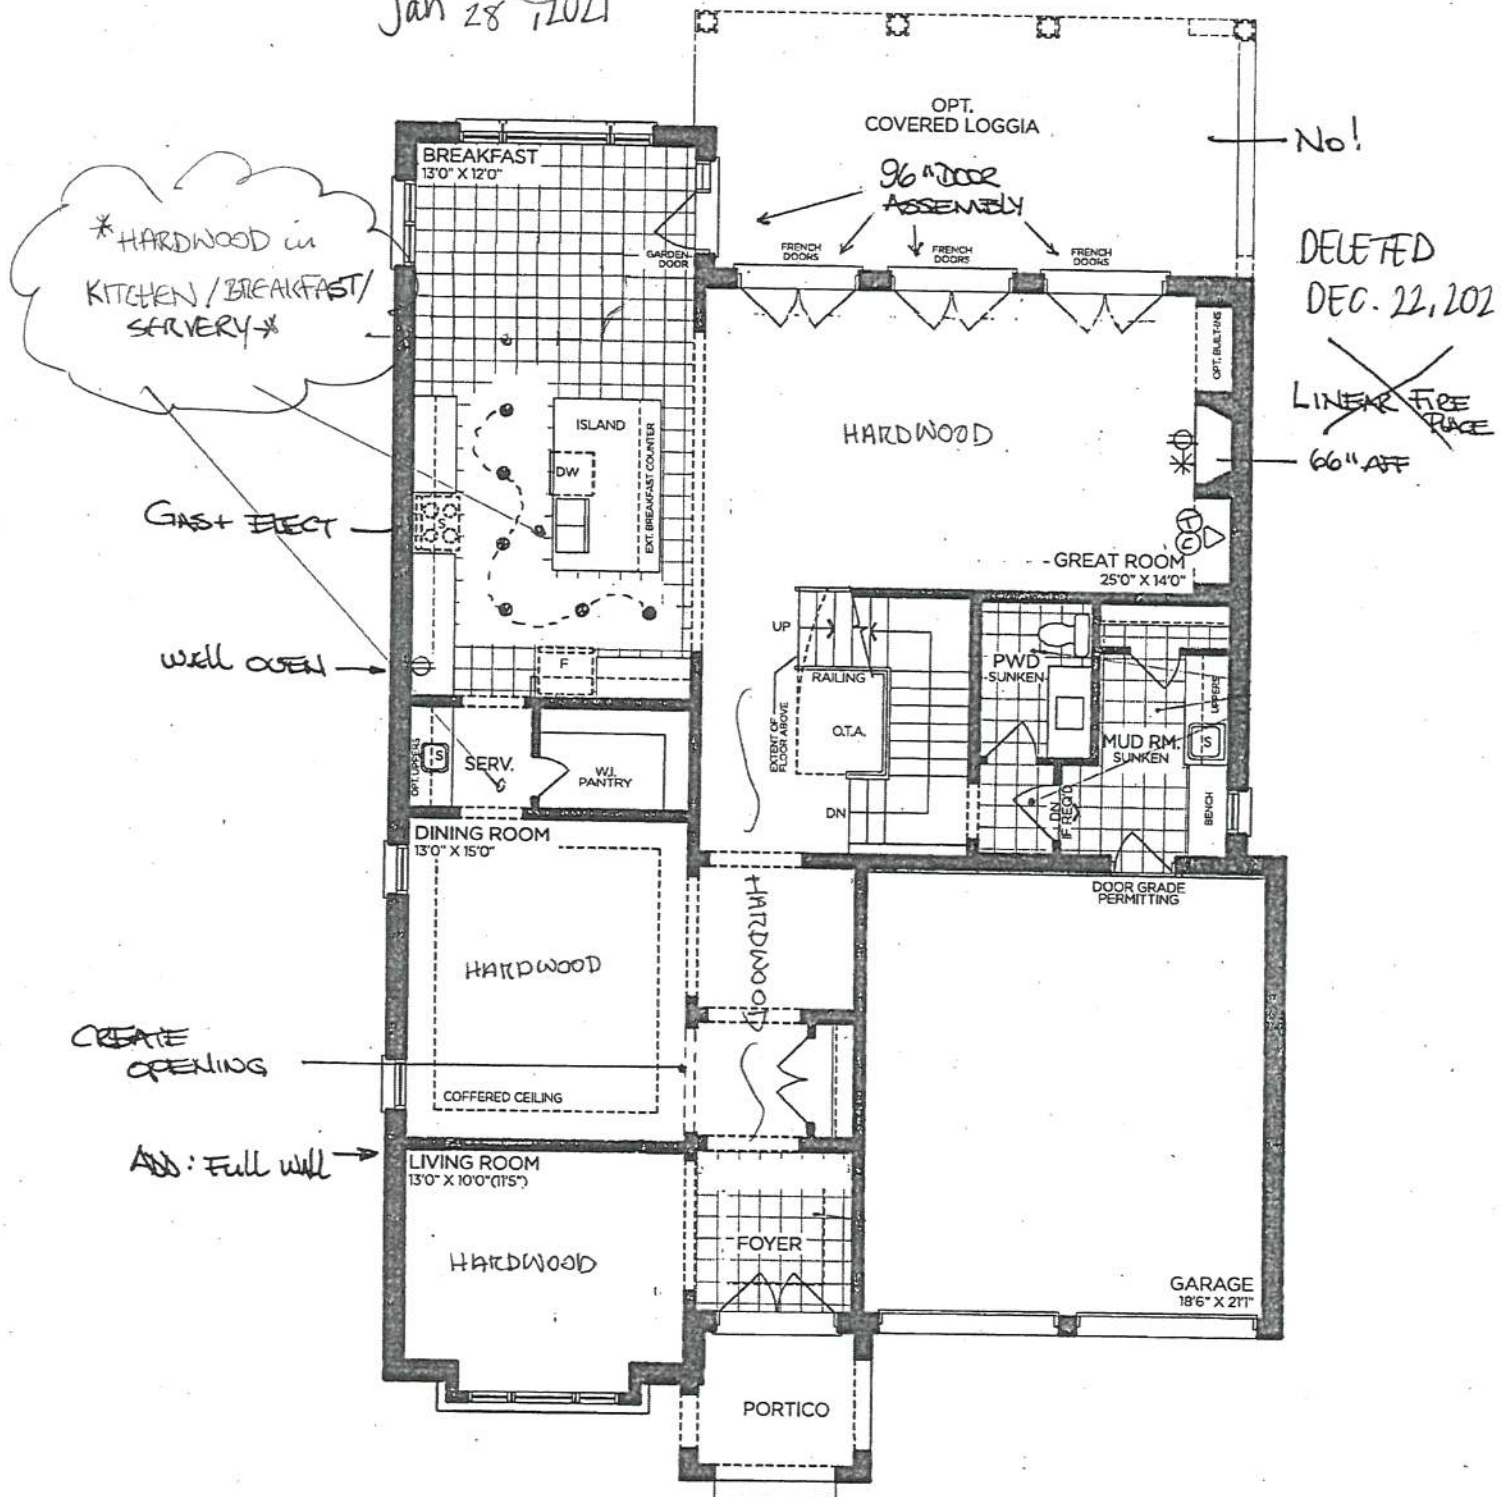 Jan 28, 2021
OPT.
COVERED LOGGIA
No!
BREAKFAST
13'0" X 12'0"
96" DOOR
ASSEMBLY
FRENCH
DOORS
FRENCH
DOORS
FRENCH
DOORS
GARDEN
DOOR
DELETED
DEC. 22, 202
* HARDWOOD in
KITCHEN / BREAKFAST /
SERVERY *
OPT. BUILT-INS
LINEAR FIRE
PLACE
66" AFF
ISLAND
DW
EXT. BREAKFAST COUNTER
HARDWOOD
GAS + ELECT
S
T
C
GREAT ROOM
25'0" X 14'0"
UP
WALL OVEN
F
RAILING
PWD
SUNKEN
UPPERS
EXTENT OF
FLOOR ABOVE
O.T.A.
MUD RM.
SUNKEN
S
OPT. UPPERS
S
SERV.
W.I.
PANTRY
DN
DN
IF REQ'D
BENCH
DINING ROOM
13'0" X 15'0"
DOOR GRADE
PERMITTING
HARDWOOD
HARDWOOD
CREATE
OPENING
COFFERED CEILING
ADD: Full wall
LIVING ROOM
13'0" X 10'0"(11'5")
FOYER
HARDWOOD
GARAGE
18'6" X 21'1"
PORTICO